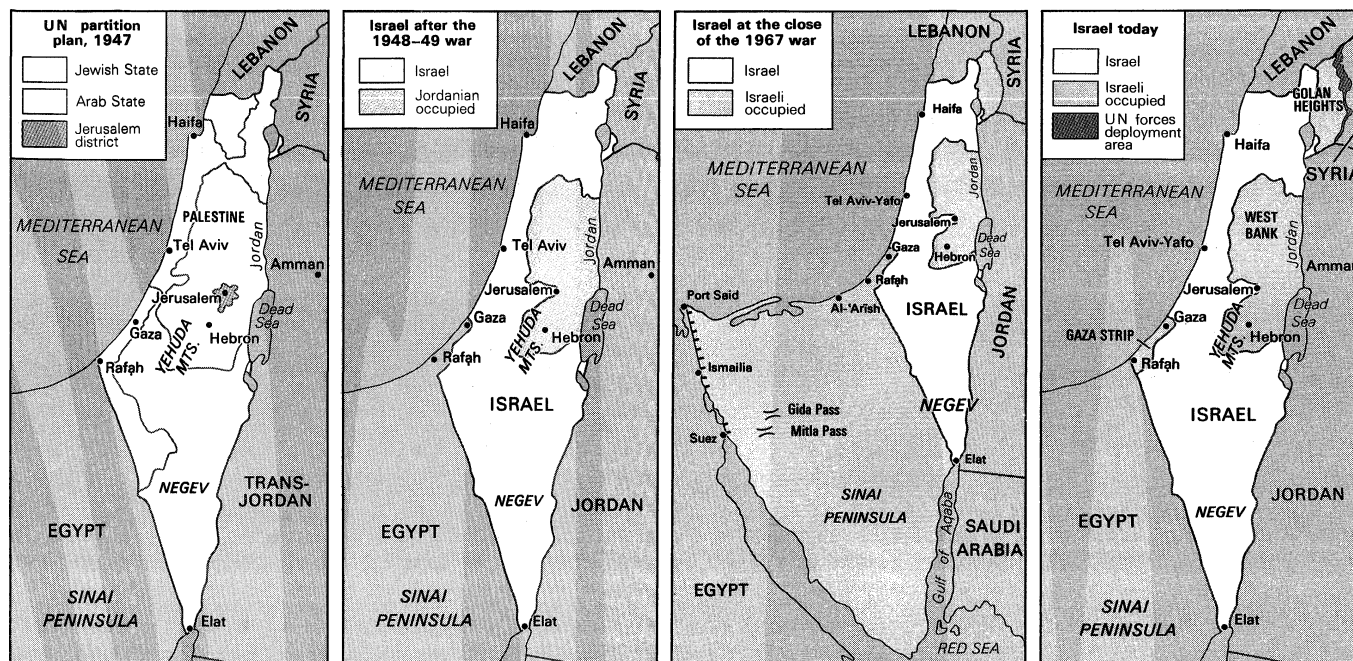 UN partition
plan, 1947
Jewish State
Arab State
Jerusalem
district
LEBANON
SYRIA
Haifa
MEDITERRANEAN
SEA
PALESTINE
Tel Aviv
Jordan
Amman
Jerusalem
Dead
Sea
Gaza
Hebron
YEHUDA
MTS.
Rafaḥ
NEGEV
TRANS-
JORDAN
EGYPT
SINAI
PENINSULA
Elat
Israel after the
1948–49 war
Israel
Jordanian
occupied
LEBANON
SYRIA
Haifa
MEDITERRANEAN
SEA
Jordan
Tel Aviv
Amman
Jerusalem
Dead
Sea
Gaza
YEHUDA
MTS.
Hebron
Rafaḥ
ISRAEL
NEGEV
JORDAN
EGYPT
SINAI
PENINSULA
Elat
Israel at the close
of the 1967 war
Israel
Israeli
occupied
LEBANON
SYRIA
Haifa
MEDITERRANEAN
SEA
Jordan
Tel Aviv-Yafo
Jerusalem
Dead
Sea
Gaza
Hebron
Rafaḥ
Port Said
Al-'Arīsh
ISRAEL
JORDAN
Ismailia
Gida Pass
Mitla Pass
NEGEV
Suez
Elat
SINAI
PENINSULA
Gulf of Aqaba
SAUDI
ARABIA
EGYPT
RED SEA
Israel today
Israel
Israeli
occupied
UN forces
deployment
area
LEBANON
GOLAN
HEIGHTS
Haifa
SYRIA
MEDITERRANEAN
SEA
WEST
BANK
Jordan
Tel Aviv-Yafo
Amman
Jerusalem
Dead
Sea
Gaza
GAZA STRIP
YEHUDA
MTS.
Hebron
Rafaḥ
ISRAEL
JORDAN
NEGEV
EGYPT
SINAI
PENINSULA
Elat